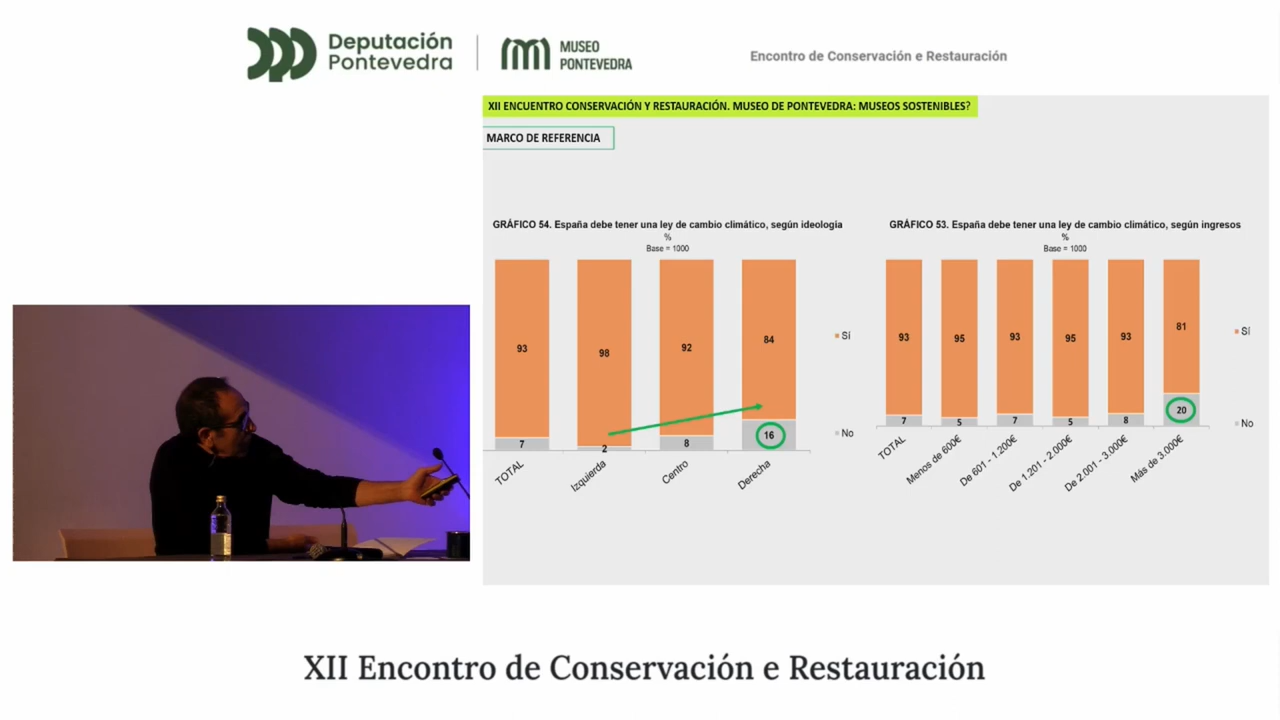 Deputación
Pontevedra
MUSEO
PONTEVEDRA
Encontro de Conservación e Restauración
XII ENCUENTRO CONSERVACIÓN Y RESTAURACIÓN. MUSEO DE PONTEVEDRA: MUSEOS SOSTENIBLES?
MARCO DE REFERENCIA
GRÁFICO 54. España debe tener una ley de cambio climático, según ideología
%
Base = 1000
93
98
92
84
Sí
7
2
8
16
No
TOTAL
Izquierda
Centro
Derecha
GRÁFICO 53. España debe tener una ley de cambio climático, según ingresos
%
Base = 1000
93
95
93
95
93
81
Sí
7
5
7
5
8
20
No
TOTAL
Menos de 600€
De 601 - 1.200€
De 1.201 - 2.000€
De 2.001 - 3.000€
Más de 3.000€
XII Encontro de Conservación e Restauración